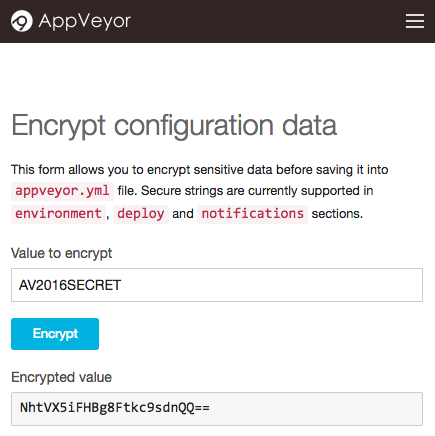 AppVeyor
Encrypt configuration data
This form allows you to encrypt sensitive data before saving it into
appveyor.yml file. Secure strings are currently supported in
environment, deploy and notifications sections.
Value to encrypt
AV2016SECRET
Encrypt
Encrypted value
NhtVX5iFHBg8Ftkc9sdnQQ==